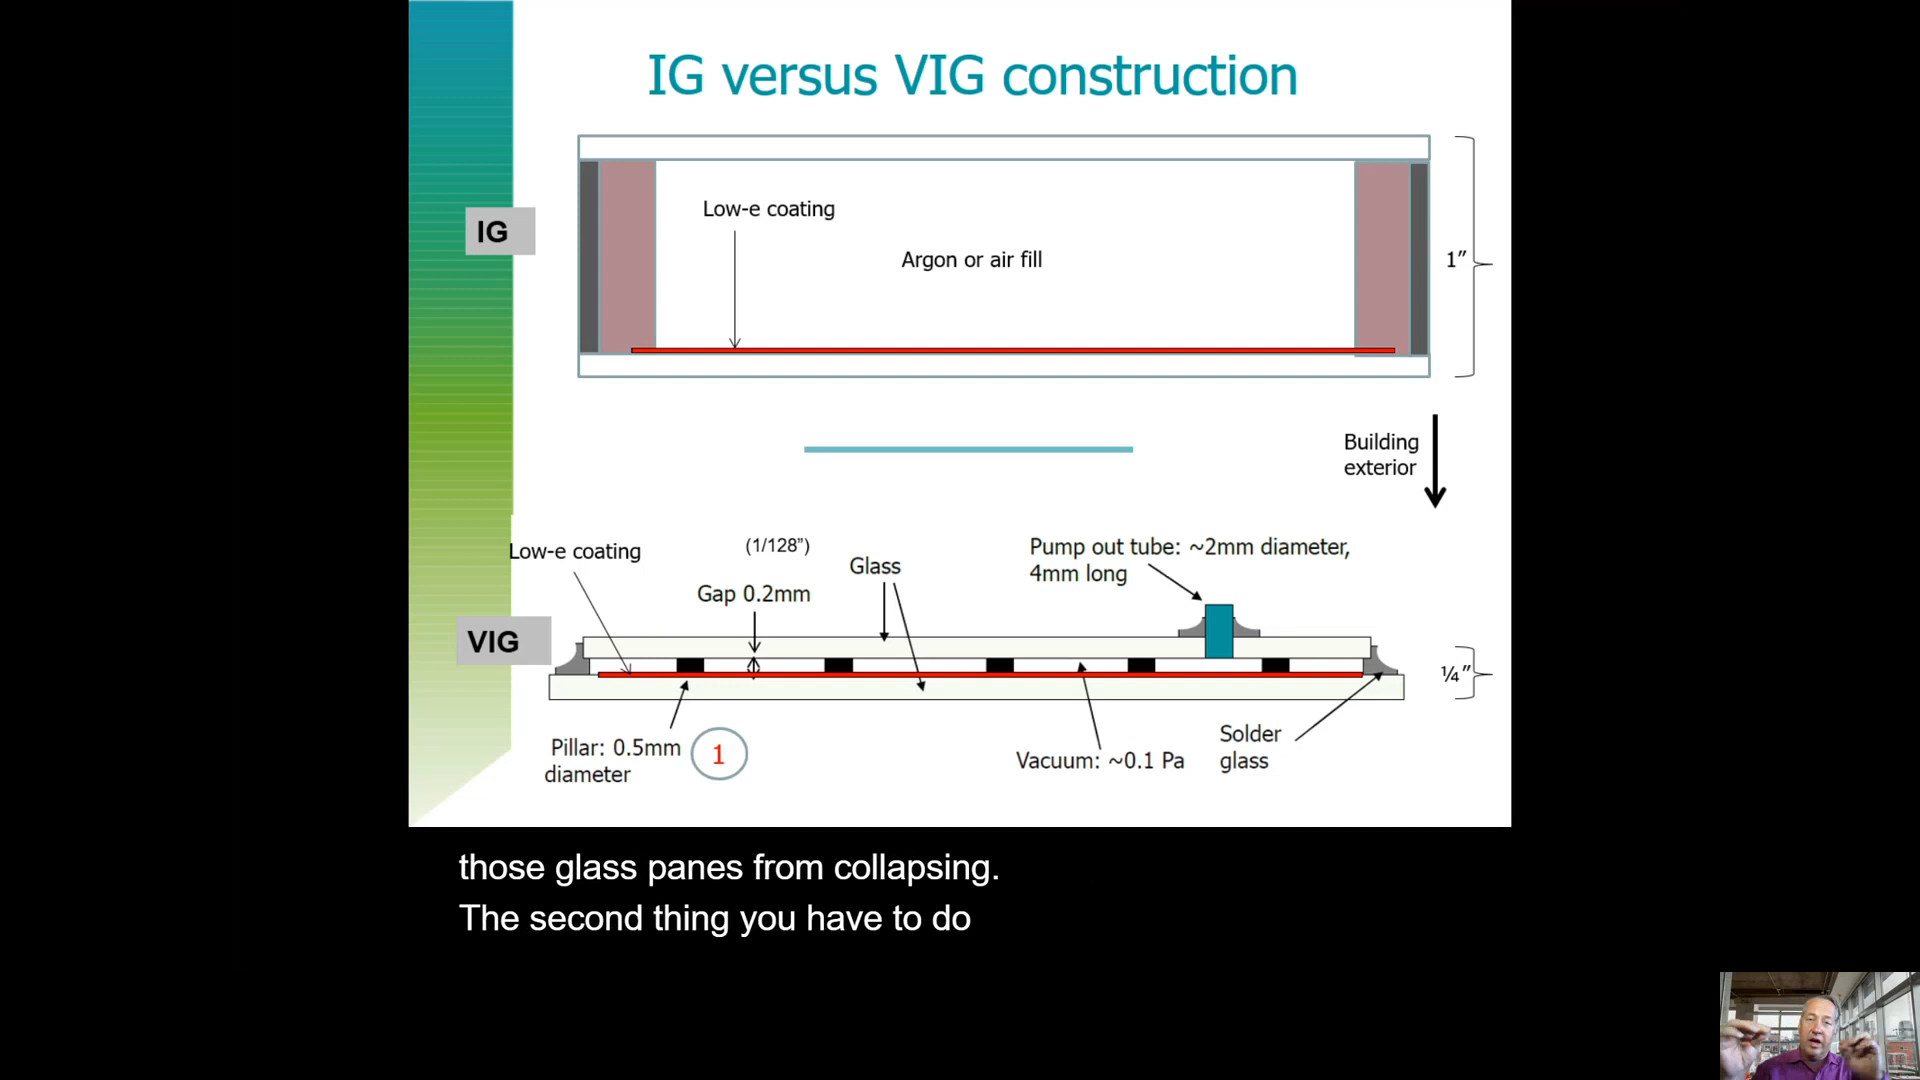 IG versus VIG construction
IG
Low-e coating
Argon or air fill
1”
Building
exterior
Low-e coating
(1/128”)
Gap 0.2mm
Glass
Pump out tube: ~2mm diameter,
4mm long
VIG
¼”
Pillar: 0.5mm
diameter
1
Vacuum: ~0.1 Pa
Solder
glass
those glass panes from collapsing.
The second thing you have to do